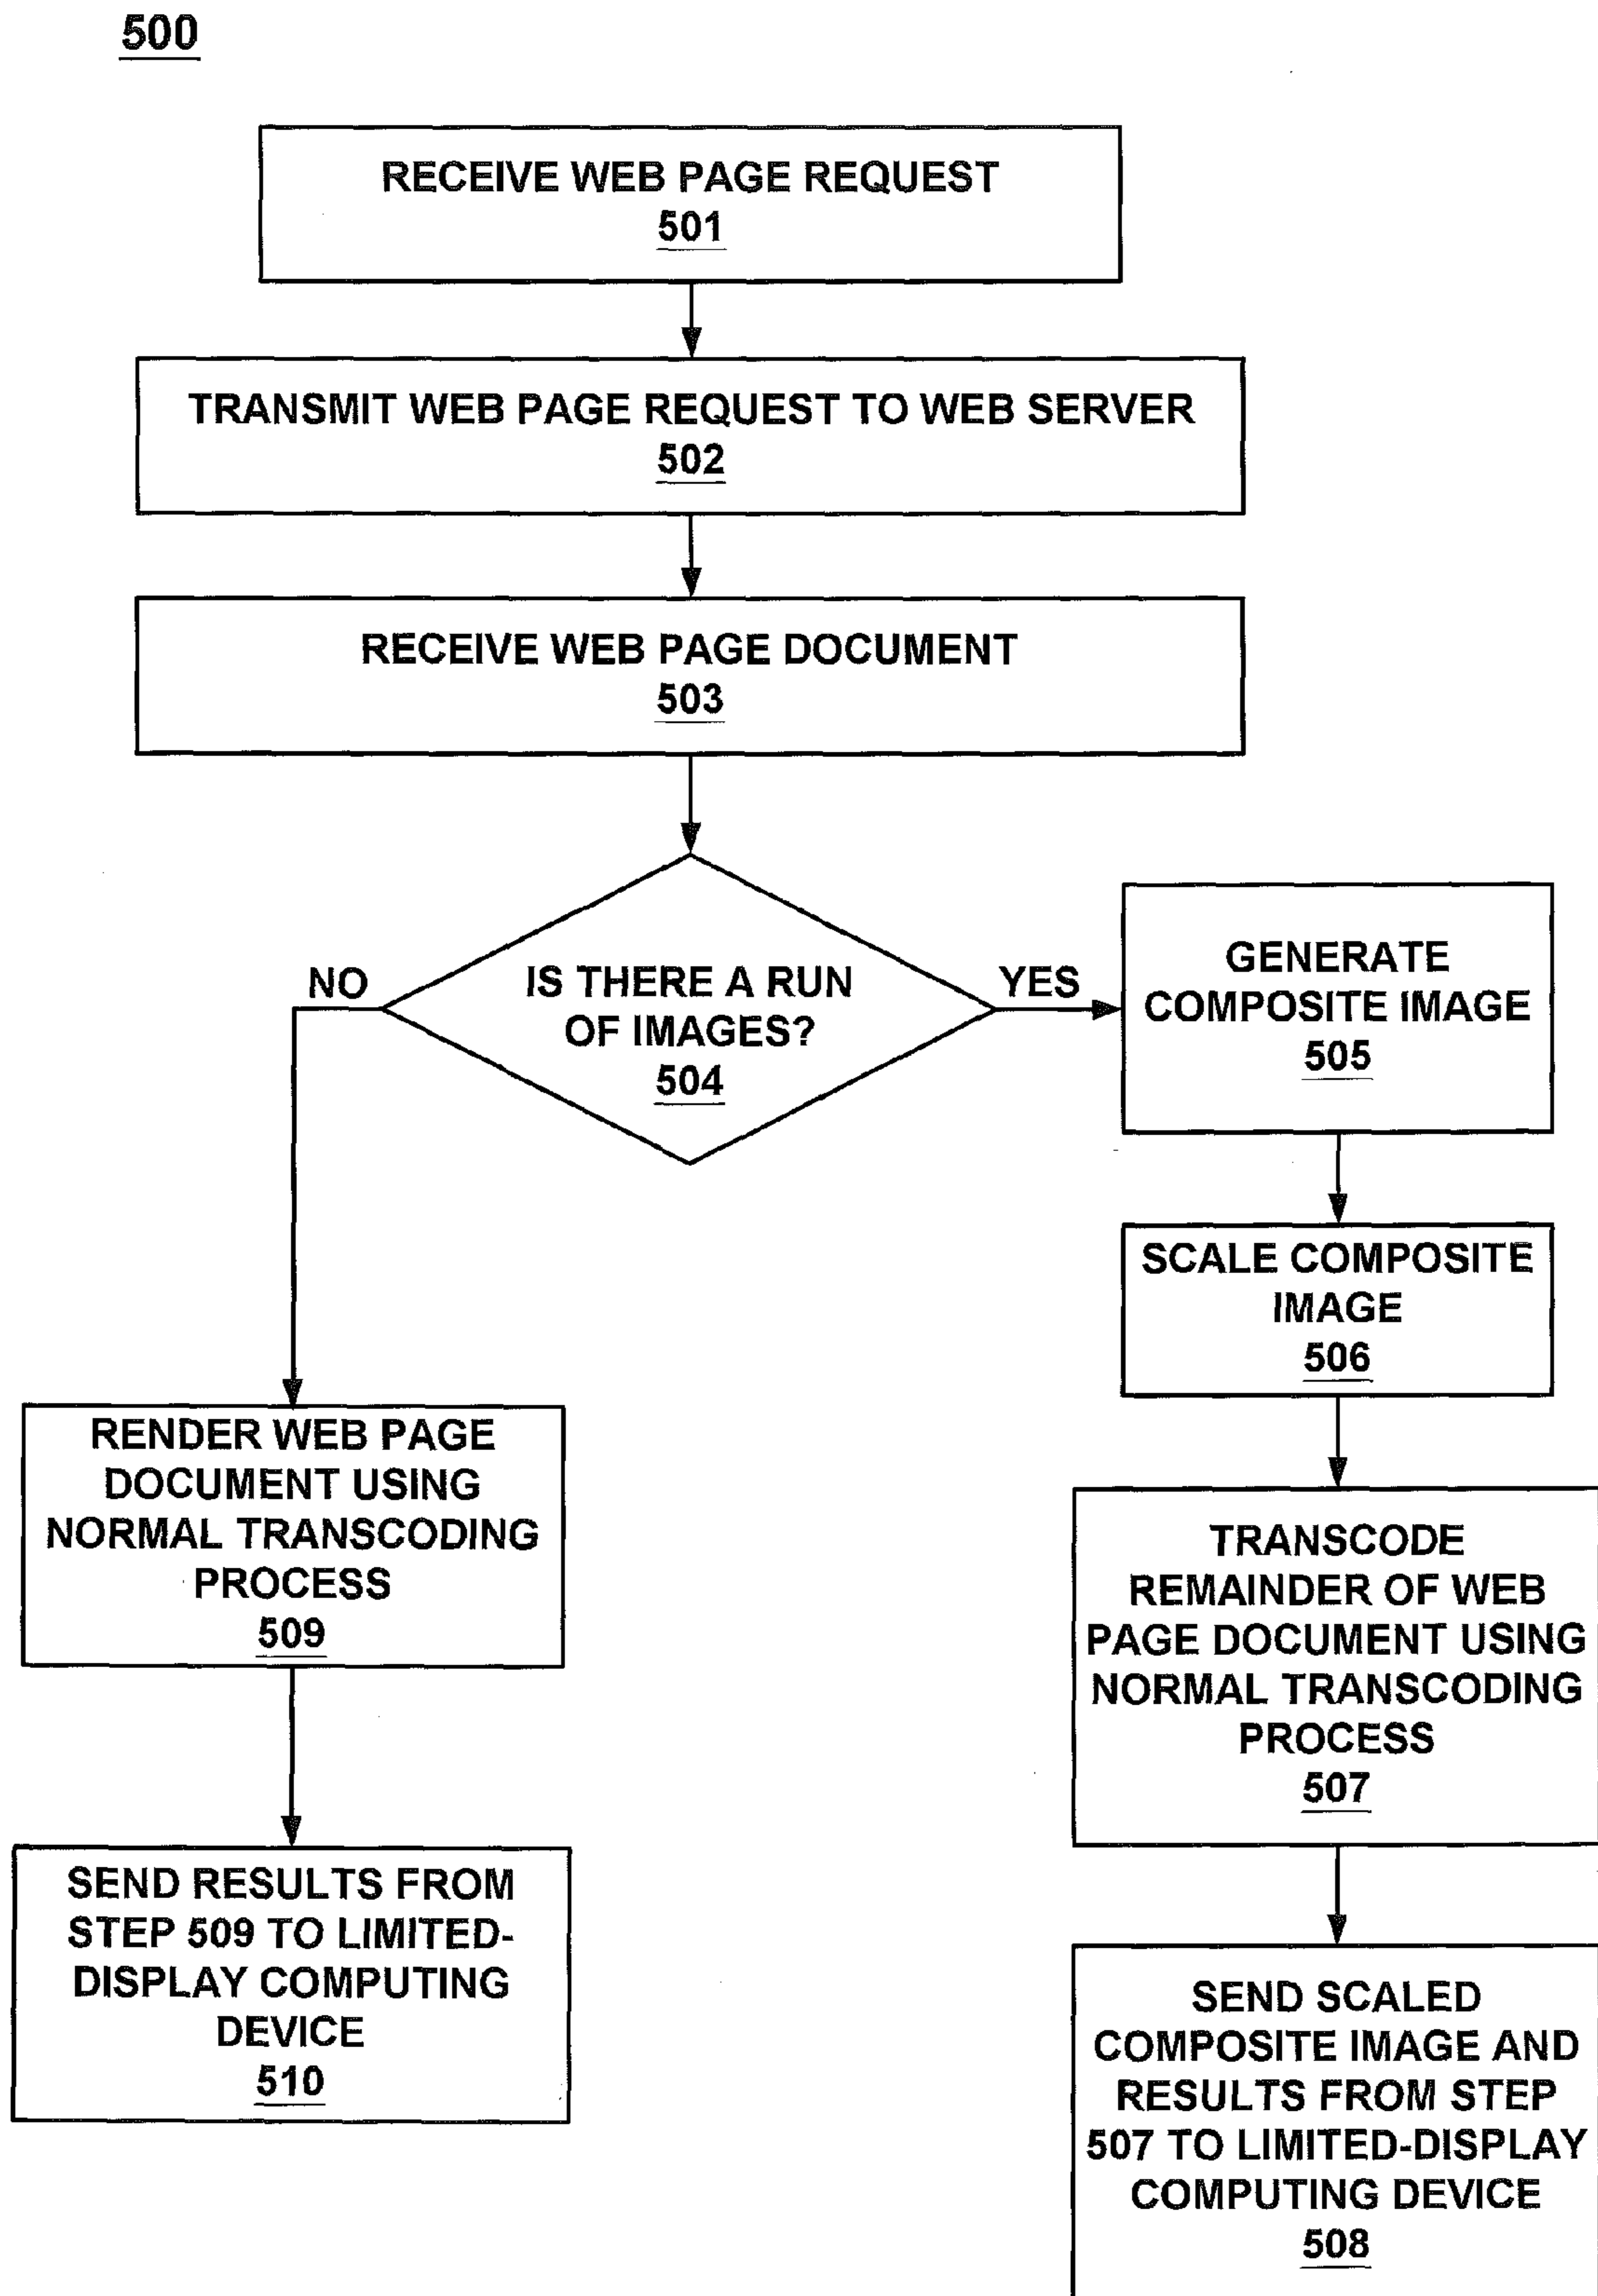 500
RECEIVE WEB PAGE REQUEST
501
TRANSMIT WEB PAGE REQUEST TO WEB SERVER
502
RECEIVE WEB PAGE DOCUMENT
503
IS THERE A RUN
OF IMAGES?
504
NO
YES
GENERATE
COMPOSITE IMAGE
505
SCALE COMPOSITE
IMAGE
506
TRANSCODE
REMAINDER OF WEB
PAGE DOCUMENT USING
NORMAL TRANSCODING
PROCESS
507
SEND SCALED
COMPOSITE IMAGE AND
RESULTS FROM STEP
507 TO LIMITED-DISPLAY
COMPUTING DEVICE
508
RENDER WEB PAGE
DOCUMENT USING
NORMAL TRANSCODING
PROCESS
509
SEND RESULTS FROM
STEP 509 TO LIMITED-
DISPLAY COMPUTING
DEVICE
510